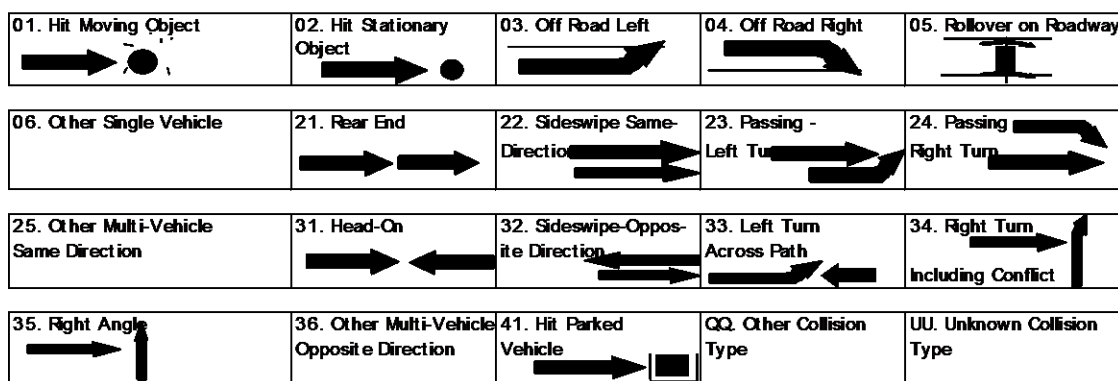 01. Hit Moving Object
02. Hit Stationary
Object
03. Off Road Left
04. Off Road Right
05. Rollover on Roadway
06. Other Single Vehicle
21. Rear End
22. Sideswipe Same-
Direction
23. Passing -
Left Turn
24. Passing
Right Turn
25. Other Multi-Vehicle
Same Direction
31. Head-On
32. Sideswipe-Oppos-
ite Direction
33. Left Turn
Across Path
34. Right Turn
Including Conflict
35. Right Angle
36. Other Multi-Vehicle
Opposite Direction
41. Hit Parked
Vehicle
QQ. Other Collision
Type
UU. Unknown Collision
Type